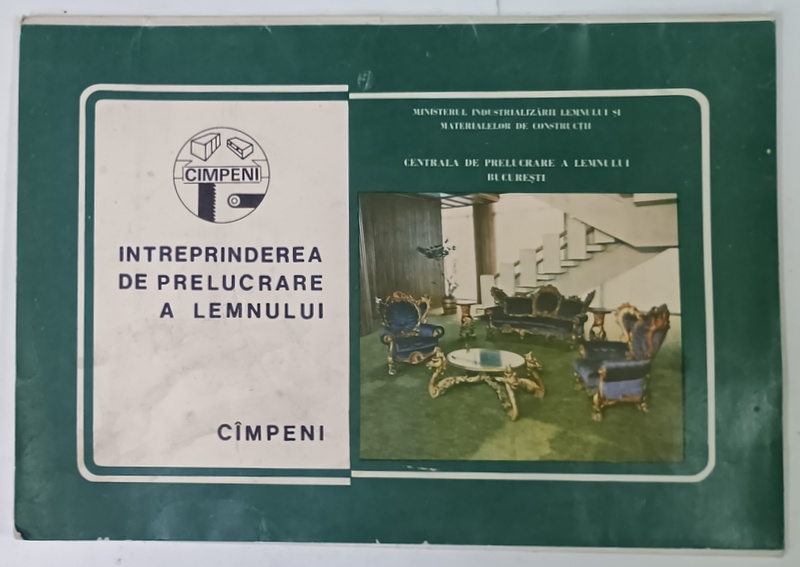 CIMPENI
INTREPRINDEREA
DE PRELUCRARE
A LEMNULUI
CÎMPENI
MINISTERUL INDUSTRIALIZĂRII LEMNULUI ȘI
MATERIALELOR DE CONSTRUCȚII
CENTRALA DE PRELUCRARE A LEMNULUI
BUCUREȘTI